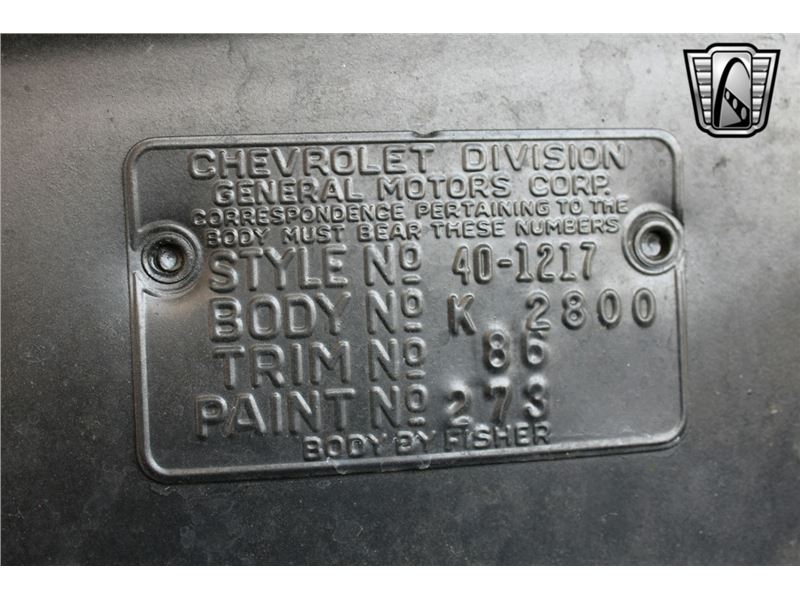 CHEVROLET DIVISION
GENERAL MOTORS CORP.
CORRESPONDENCE PERTAINING TO THE
BODY MUST BEAR THESE NUMBERS
STYLE Nº 40-1217
BODY Nº K 2800
TRIM Nº 86
PAINT Nº 273
BODY BY FISHER